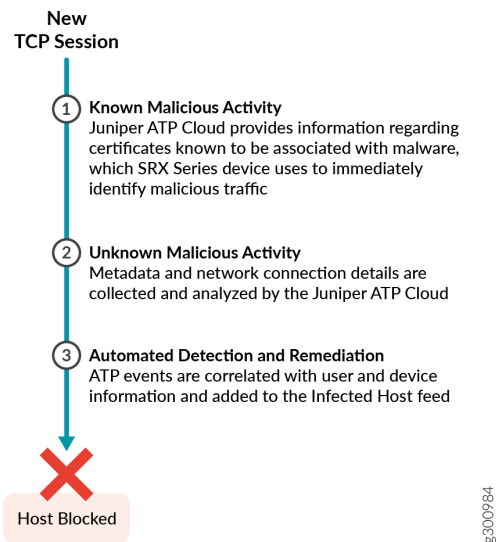 New
TCP Session
1
Known Malicious Activity
Juniper ATP Cloud provides information regarding
certificates known to be associated with malware,
which SRX Series device uses to immediately
identify malicious traffic
2
Unknown Malicious Activity
Metadata and network connection details are
collected and analyzed by the Juniper ATP Cloud
3
Automated Detection and Remediation
ATP events are correlated with user and device
information and added to the Infected Host feed
Host Blocked
g300984